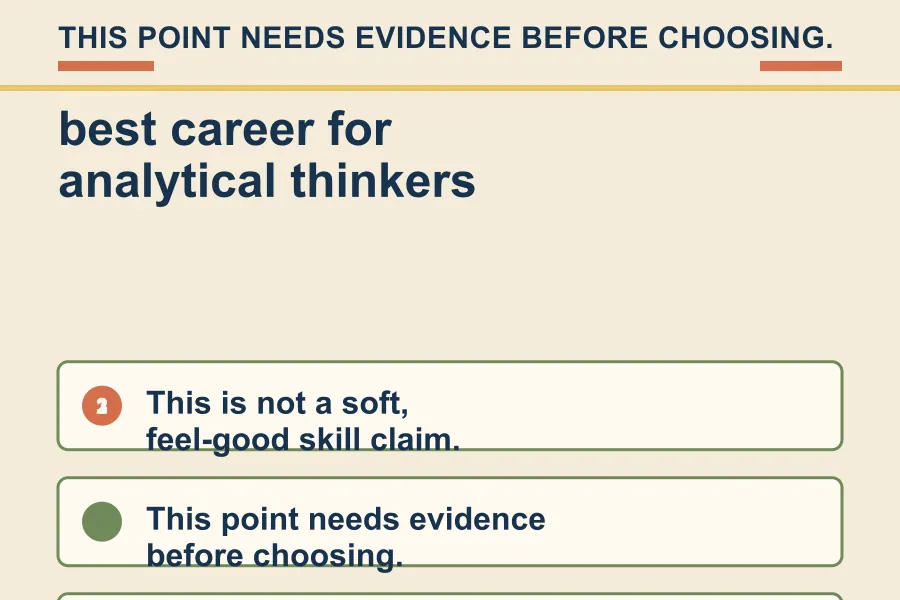 THIS POINT NEEDS EVIDENCE BEFORE CHOOSING.
best career for
analytical thinkers
This is not a soft,
feel-good skill claim.
This point needs evidence
before choosing.